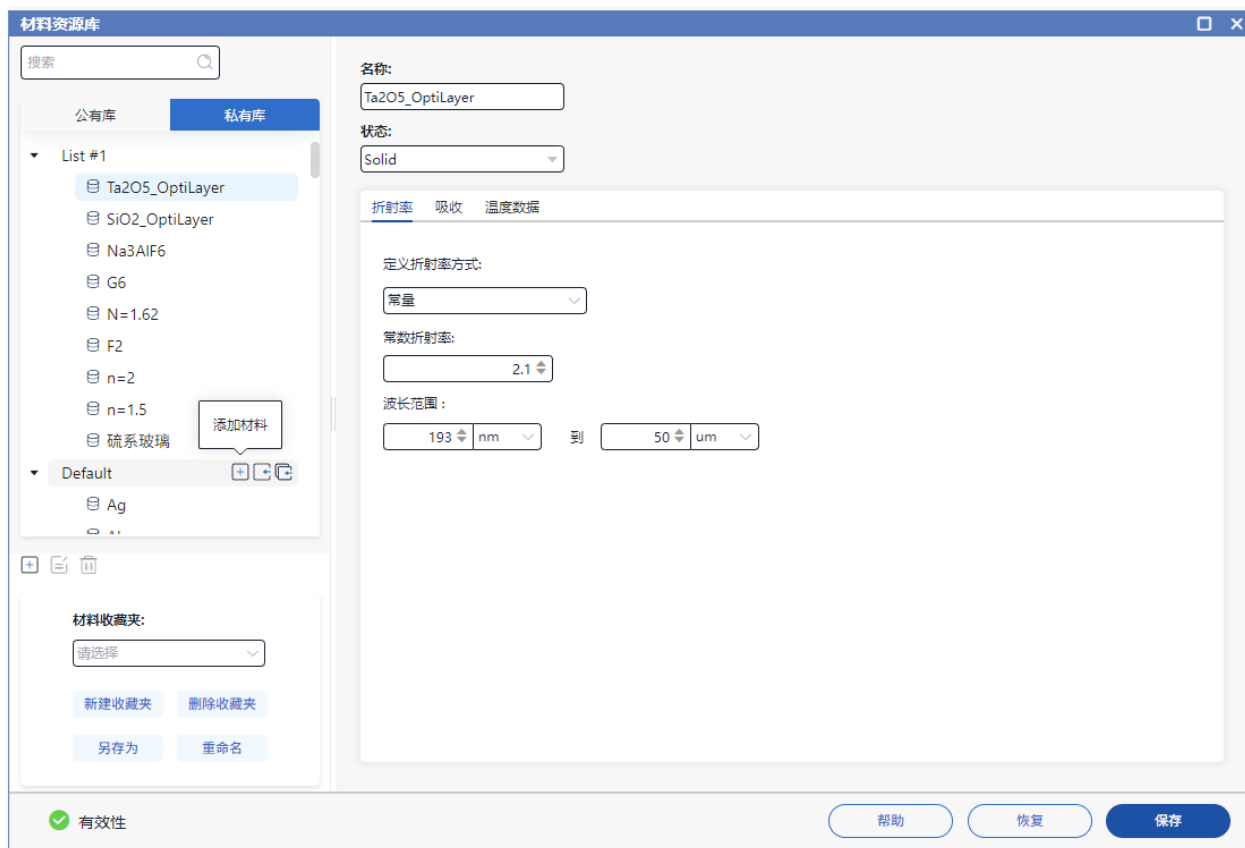 材料资源库
搜索
公有库 私有库
List #1
Ta2O5_OptiLayer
SiO2_OptiLayer
Na3AlF6
G6
N=1.62
F2
n=2
n=1.5
硫系玻璃
添加材料
Default
Ag
材料收藏夹:
请选择
新建收藏夹 删除收藏夹
另存为 重命名
名称:
Ta2O5_OptiLayer
状态:
Solid
折射率 吸收 温度数据
定义折射率方式:
常量
常数折射率:
2.1
波长范围 :
193 nm 到 50 um
有效性
帮助 恢复 保存